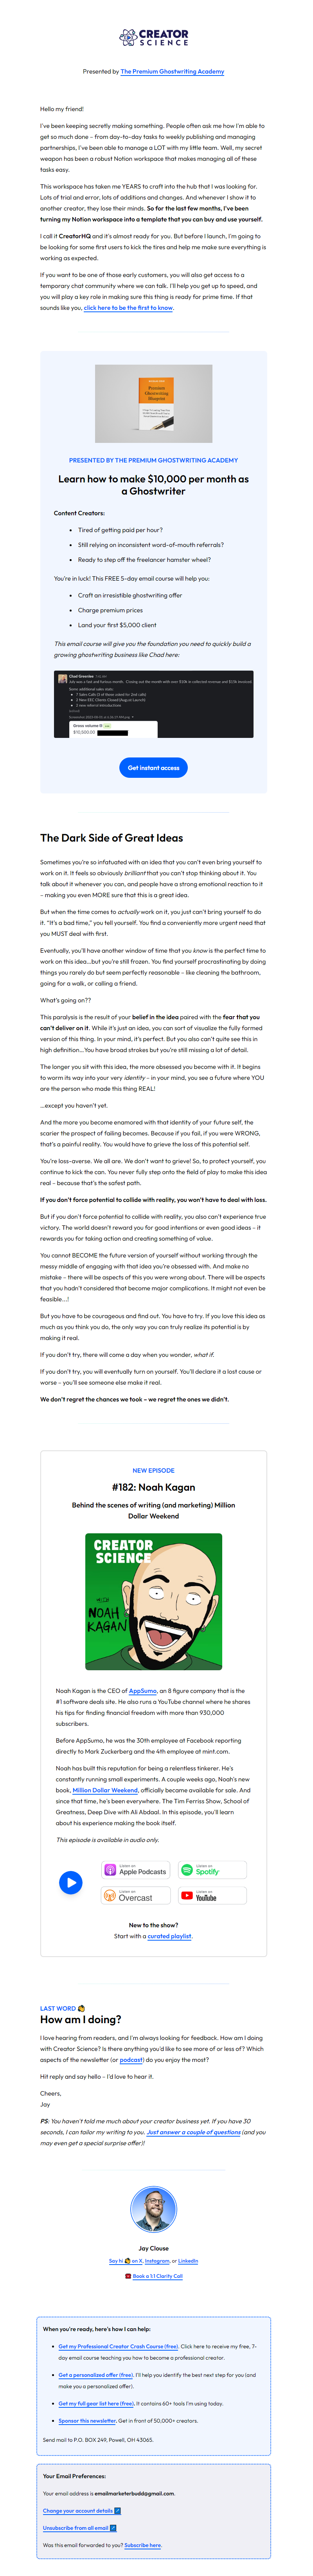 CREATOR
SCIENCE
Presented by The Premium Ghostwriting Academy
Hello my friend!
I've been keeping secretly making something. People often ask me how I'm able to
get so much done – from day-to-day tasks to weekly publishing and managing
partnerships, I've been able to manage a LOT with my little team. Well, my secret
weapon has been a robust Notion workspace that makes managing all of these
tasks easy.
This workspace has taken me YEARS to craft into the hub that I was looking for.
Lots of trial and error, lots of additions and changes. And whenever I show it to
another creator, they lose their minds. So for the last few months, I've been
turning my Notion workspace into a template that you can buy and use yourself.
I call it CreatorHQ and it's almost ready for you. But before I launch, I'm going to
be looking for some first users to kick the tires and help me make sure everything is
working as expected.
If you want to be one of those early customers, you will also get access to a
temporary chat community where we can talk. I'll help you get up to speed, and
you will play a key role in making sure this thing is ready for prime time. If that
sounds like you, click here to be the first to know.
Premium
Ghostwriting
Blueprint
PRESENTED BY THE PREMIUM GHOSTWRITING ACADEMY
Learn how to make $10,000 per month as
a Ghostwriter
Content Creators:
• Tired of getting paid per hour?
• Still relying on inconsistent word-of-mouth referrals?
• Ready to step off the freelancer hamster wheel?
You're in luck! This FREE 5-day email course will help you:
• Craft an irresistible ghostwriting offer
• Charge premium prices
• Land your first $5,000 client
This email course will give you the foundation you need to quickly build a
growing ghostwriting business like Chad here:
July was a fast and furious month. Closing out the month with over $10k in collected revenue and
Some additional sales stats:
Gross volume
$10,500.00
Get instant access
The Dark Side of Great Ideas
Sometimes you're so infatuated with an idea that you can't even bring yourself to
work on it. It feels so obviously brilliant that you can't stop thinking about it. You
talk about it whenever you can, and people have a strong emotional reaction to it
– making you even MORE sure that this is a great idea.
But when the time comes to actually work on it, you just can't bring yourself to do
it. "It's a bad time," you tell yourself. You find a conveniently more urgent need that
you MUST deal with first.
Eventually, you'll have another window of time that you know is the perfect time to
work on this idea...but you're still frozen. You find yourself procrastinating by doing
things you rarely do but seem perfectly reasonable – like cleaning the bathroom,
going for a walk, or calling a friend.
What's going on??
This paralysis is the result of your belief in the idea paired with the fear that you
can't deliver on it. While it's just an idea, you can sort of visualize the fully formed
version of this thing. In your mind, it's perfect. But you also can't quite see this in
high definition...You have broad strokes but you're still missing a lot of detail.
The longer you sit with this idea, the more obsessed you become with it. It begins
to worm its way into your very identity – in your mind, you see a future where YOU
are the person who made this thing REAL!
...except you haven't yet.
And the more you become enamored with that identity of your future self, the
scarier the prospect of failing becomes. Because if you fail, if you were WRONG,
that's a painful reality. You would have to grieve the loss of this potential self.
You're loss-averse. We all are. We don't want to grieve! So, to protect yourself, you
continue to kick the can. You never fully step onto the field of play to make this idea
real – because that's the safest path.
If you don't force potential to collide with reality, you won't have to deal with loss.
But if you don't force potential to collide with reality, you also can't experience true
victory. The world doesn't reward you for good intentions or even good ideas – it
rewards you for taking action and creating something of value.
You cannot BECOME the future version of yourself without working through the
messy middle of engaging with that idea you're obsessed with. And make no
mistake – there will be aspects of this you were wrong about. There will be aspects
that you hadn't considered that become major complications. It might not even be
feasible...!
But you have to be courageous and find out. You have to try. If you love this idea as
much as you think you do, the only way you can truly realize its potential is by
making it real.
If you don't try, there will come a day when you wonder, what if.
If you don't try, you will eventually turn on yourself. You'll declare it a lost cause or
worse – you'll see someone else make it real.
We don't regret the chances we took – we regret the ones we didn't.
NEW EPISODE
#182: Noah Kagan
Behind the scenes of writing (and marketing) Million
Dollar Weekend
CREATOR
SCIENCE
WITH
NOAH
KAGAN
Noah Kagan is the CEO of AppSumo, an 8 figure company that is the
#1 software deals site. He also runs a YouTube channel where he shares
his tips for finding financial freedom with more than 930,000
subscribers.
Before AppSumo, he was the 30th employee at Facebook reporting
directly to Mark Zuckerberg and the 4th employee at mint.com.
Noah has built this reputation for being a relentless tinkerer. He's
constantly running small experiments. A couple weeks ago, Noah's new
book, Million Dollar Weekend, officially became available for sale. And
since that time, he's been everywhere. The Tim Ferriss Show, School of
Greatness, Deep Dive with Ali Abdaal. In this episode, you'll learn
about his experience making the book itself.
This episode is available in audio only.
Listen on
Apple Podcasts
Listen on
Spotify
Listen on
Overcast
Listen on
YouTube
New to the show?
Start with a curated playlist.
LAST WORD
How am I doing?
I love hearing from readers, and I'm always looking for feedback. How am I doing
with Creator Science? Is there anything you'd like to see more of or less of? Which
aspects of the newsletter (or podcast) do you enjoy the most?
Hit reply and say hello – I'd love to hear it.
Cheers,
Jay
PS: You haven't told me much about your creator business yet. If you have 30
seconds, I can tailor my writing to you. Just answer a couple of questions (and you
may even get a special surprise offer)!
Jay Clouse
Say hi on X, Instagram, or LinkedIn
Book a 1:1 Clarity Call
When you're ready, here's how I can help:
• Get my Professional Creator Crash Course (free). Click here to receive my free, 7-
day email course teaching you how to become a professional creator.
• Get a personalized offer (free). I'll help you identify the best next step for you (and
make you a personalized offer).
• Get my full gear list here (free). It contains 60+ tools I'm using today.
• Sponsor this newsletter. Get in front of 50,000+ creators.
Send mail to P.O. BOX 249, Powell, OH 43065.
Your Email Preferences:
Your email address is emailmarketerbudd@gmail.com.
Change your account details
Unsubscribe from all email
Was this email forwarded to you? Subscribe here.